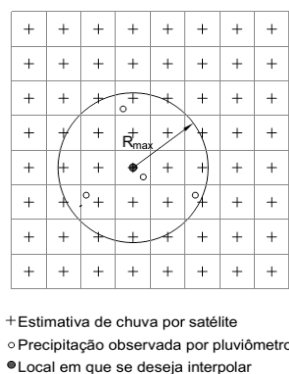 Rmax
+Estimativa de chuva por satélite
Precipitação observada por pluviômetro
Local em que se deseja interpolar